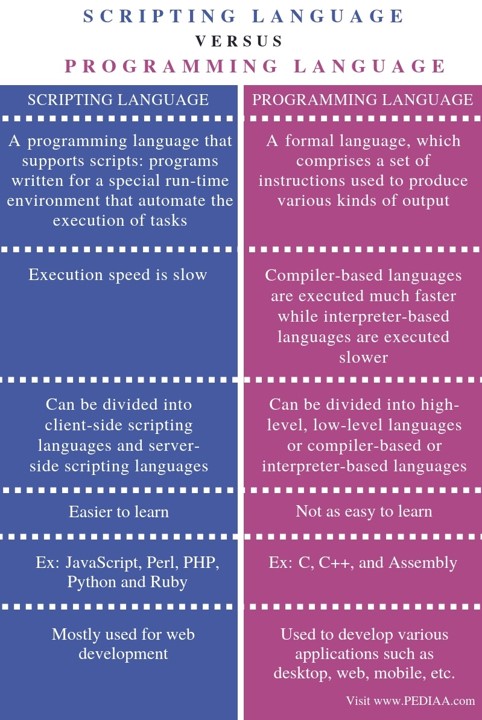 SCRIPTING LANGUAGE
VERSUS
PROGRAMMING LANGUAGE
SCRIPTING LANGUAGE
PROGRAMMING LANGUAGE
A programming language that
supports scripts: programs
written for a special run-time
environment that automate the
execution of tasks
A formal language, which
comprises a set of
instructions used to produce
various kinds of output
Execution speed is slow
Compiler-based languages
are executed much faster
while interpreter-based
languages are executed
slower
Can be divided into
client-side scripting
languages and server-
side scripting languages
Can be divided into high-
level, low-level languages
or compiler-based or
interpreter-based languages
Easier to learn
Not as easy to learn
Ex: JavaScript, Perl, PHP,
Python and Ruby
Ex: C, C++, and Assembly
Mostly used for web
development
Used to develop various
applications such as
desktop, web, mobile, etc.
Visit www.PEDIAA.com